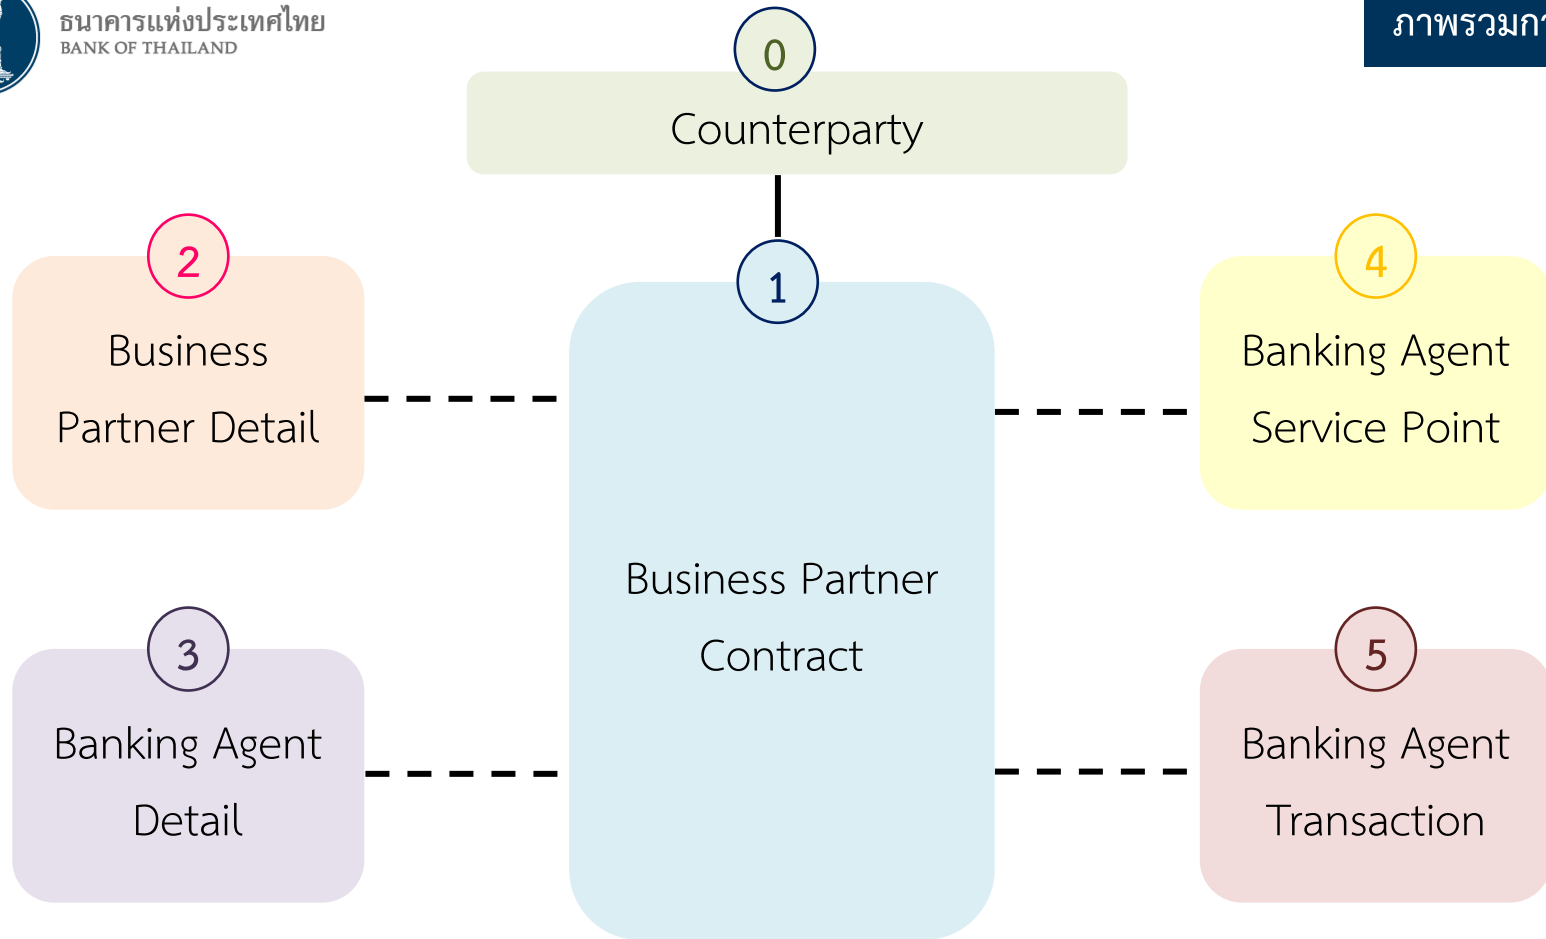 ธนาคารแห่งประเทศไทย
BANK OF THAILAND
0
Counterparty
2
Business
Partner Detail
1
Business Partner
Contract
4
Banking Agent
Service Point
3
Banking Agent
Detail
5
Banking Agent
Transaction